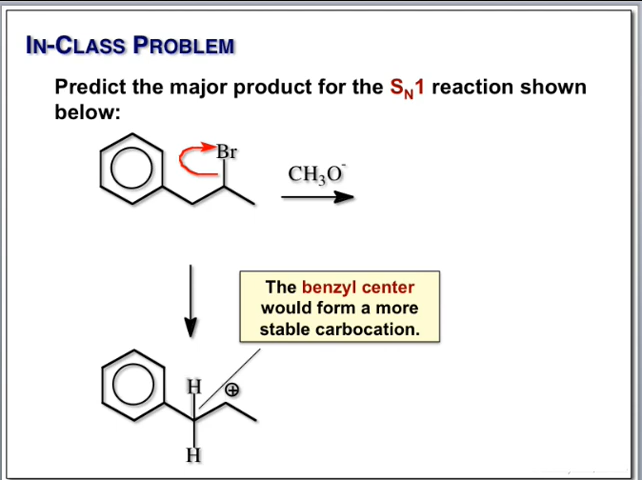 IN-CLASS PROBLEM
Predict the major product for the SN1 reaction shown
below:
Br
CH3O-
The benzyl center
would form a more
stable carbocation.
H
⊕
H